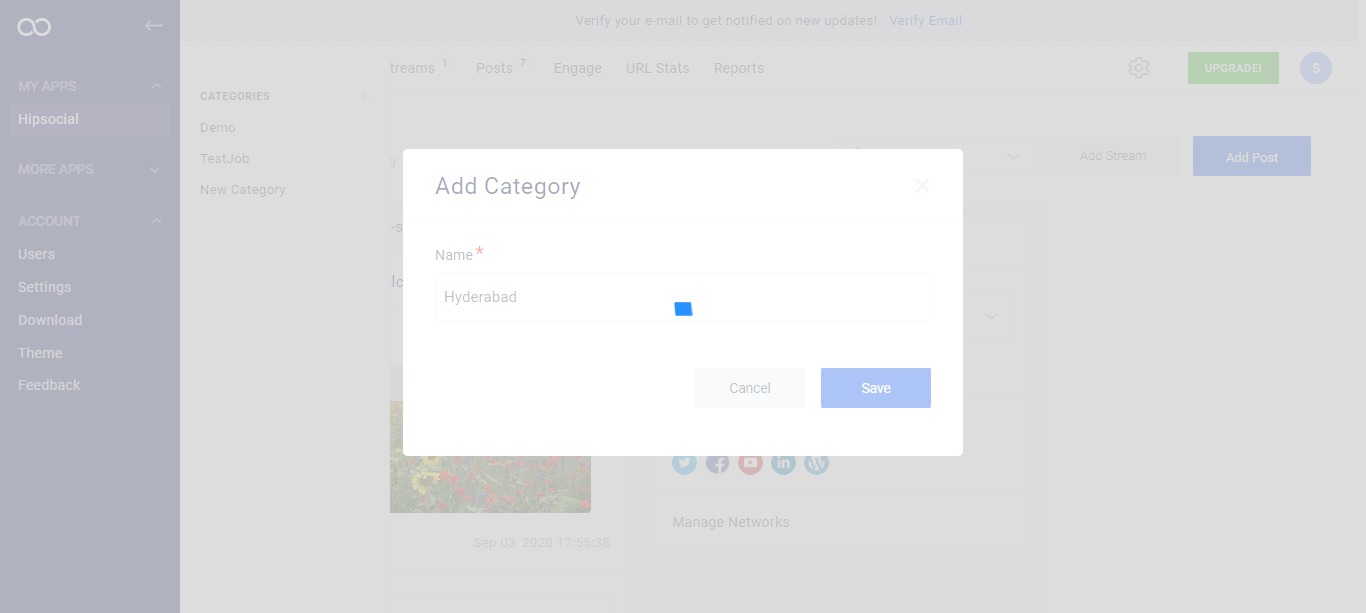 Verify your e-mail to get notified on new updates! Verify Email
MY APPS
Hipsocial
MORE APPS
ACCOUNT
Users
Settings
Download
Theme
Feedback
CATEGORIES +
Demo
TestJob
New Category
treams 1 Posts 7 Engage URL Stats Reports
UPGRADE!
S
Add Stream
Add Post
Add Category
Name *
Hyderabad
Cancel
Save
Manage Networks
Sep 03, 2020 17:55:38